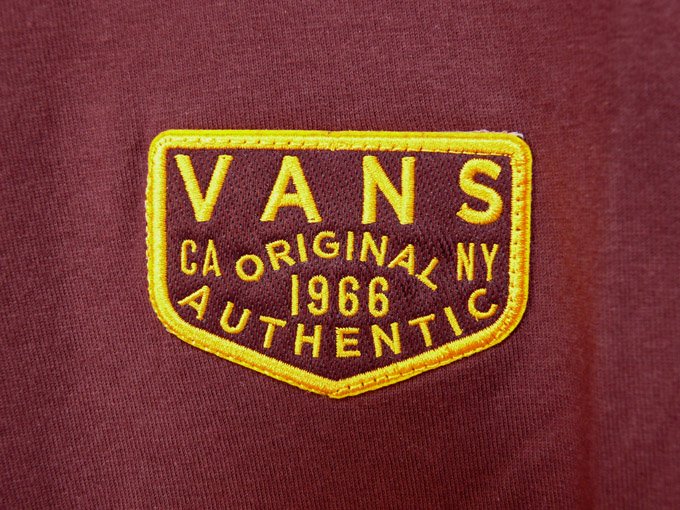 VANS
CA ORIGINAL NY
1966
AUTHENTIC